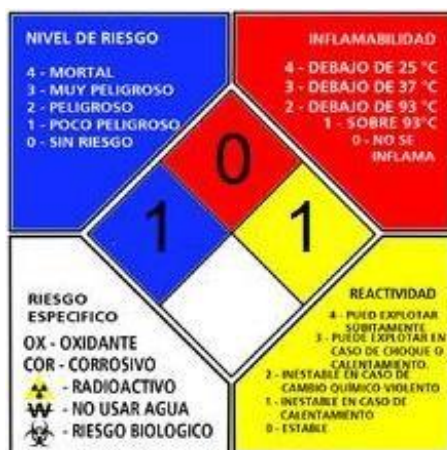 NIVEL DE RIESGO
4 - MORTAL
3 - MUY PELIGROSO
2 - PELIGROSO
1 - POCO PELIGROSO
0 - SIN RIESGO
INFLAMABILIDAD
4 - DEBAJO DE 25 °C
3 - DEBAJO DE 37 °C
2 - DEBAJO DE 93 °C
1 - SOBRE 93°C
0 - NO SE
INFLAMA
0
1
1
RIESGO
ESPECIFICO
OX - OXIDANTE
COR - CORROSIVO
- RADIOACTIVO
W - NO USAR AGUA
- RIESGO BIOLOGICO
REACTIVIDAD
4 - PUED EXPLOTAR
SÚBITAMENTE
3 - PUEDE EXPLOTAR EN
CASO DE CHOQUE O
CALENTAMIENTO.
2 - INESTABLE EN CASO DE
CAMBIO QUÍMICO VIOLENTO
1 - INESTABLE EN CASO DE
CALENTAMIENTO
0 - ESTABLE